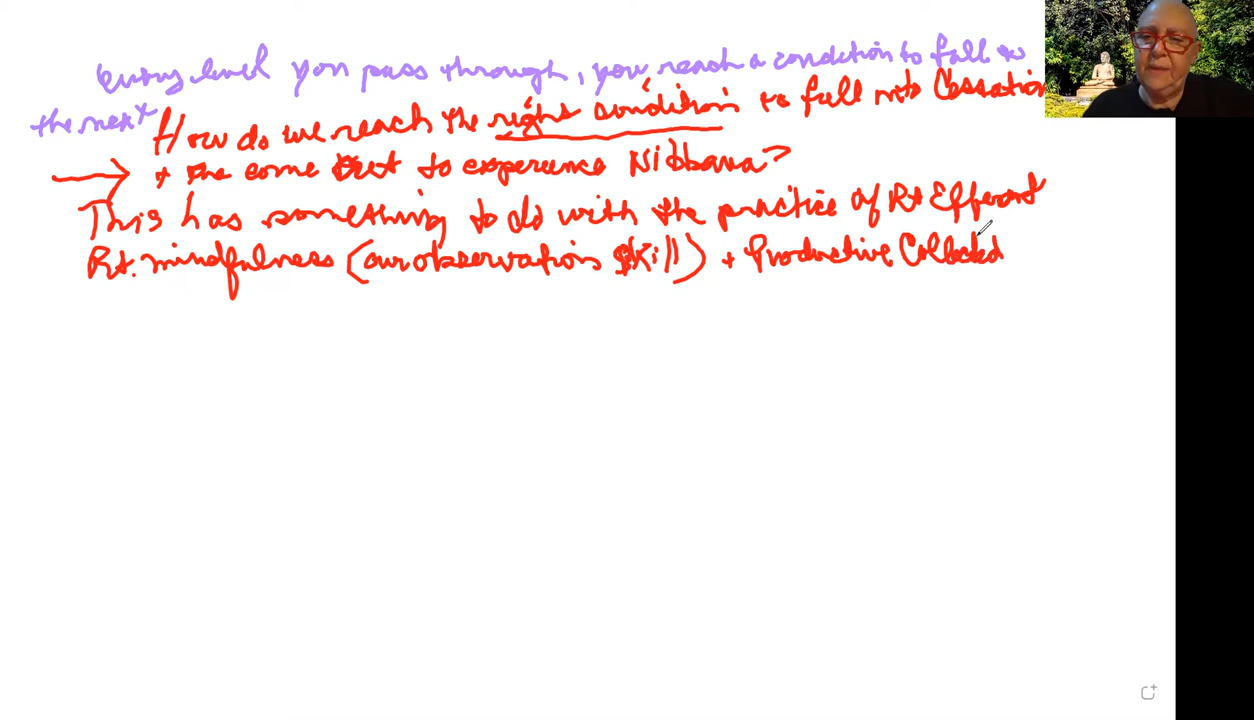 Every level you pass through, you reach a condition to fall to
the next
How do we reach the 'right condition' to fall into Cessation
→ + the come out to experience Nibbana?
This has something to do with the practice of Rt Efferort
Rt. mindfulness (our observation skill) + Productive Collected